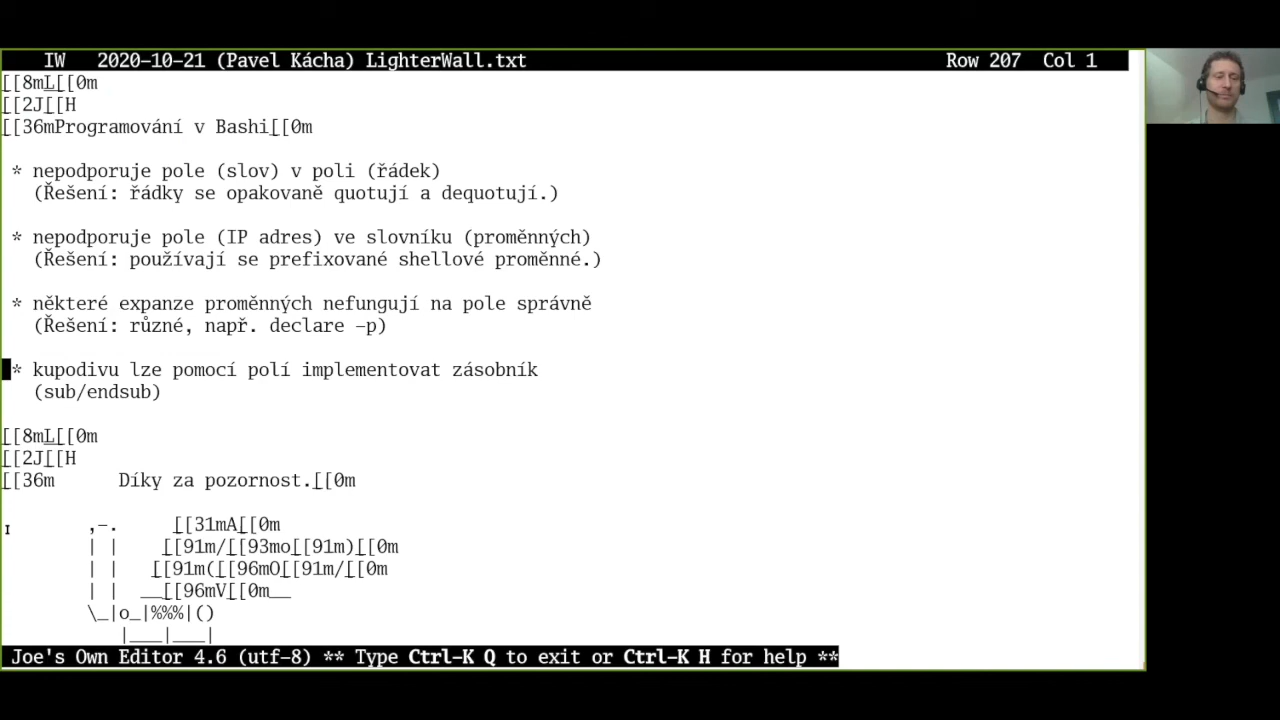 IW   2020-10-21 (Pavel Kácha) LighterWall.txt                                       Row 207  Col 1
[[8mL[[0m
[[2J[[H
[[36mProgramování v Bashi[[0m
 * nepodporuje pole (slov) v poli (řádek)
   (Řešení: řádky se opakovaně quotují a dequotují.)
 * nepodporuje pole (IP adres) ve slovníku (proměnných)
   (Řešení: používají se prefixované shellové proměnné.)
 * některé expanze proměnných nefungují na pole správně
   (Řešení: různé, např. declare -p)
 * kupodivu lze pomocí polí implementovat zásobník
   (sub/endsub)
[[8mL[[0m
[[2J[[H
[[36m      Díky za pozornost.[[0m
        ,-.     [[31mA[[0m
        | |    [[91m/[[93mo[[91m)[[0m
        | |   [[91m([[96mO[[91m/[[0m
        | |  __[[96mV[[0m__
        \_|o_|%%%|()
           |___|___|
Joe's Own Editor 4.6 (utf-8) ** Type Ctrl-K Q to exit or Ctrl-K H for help **